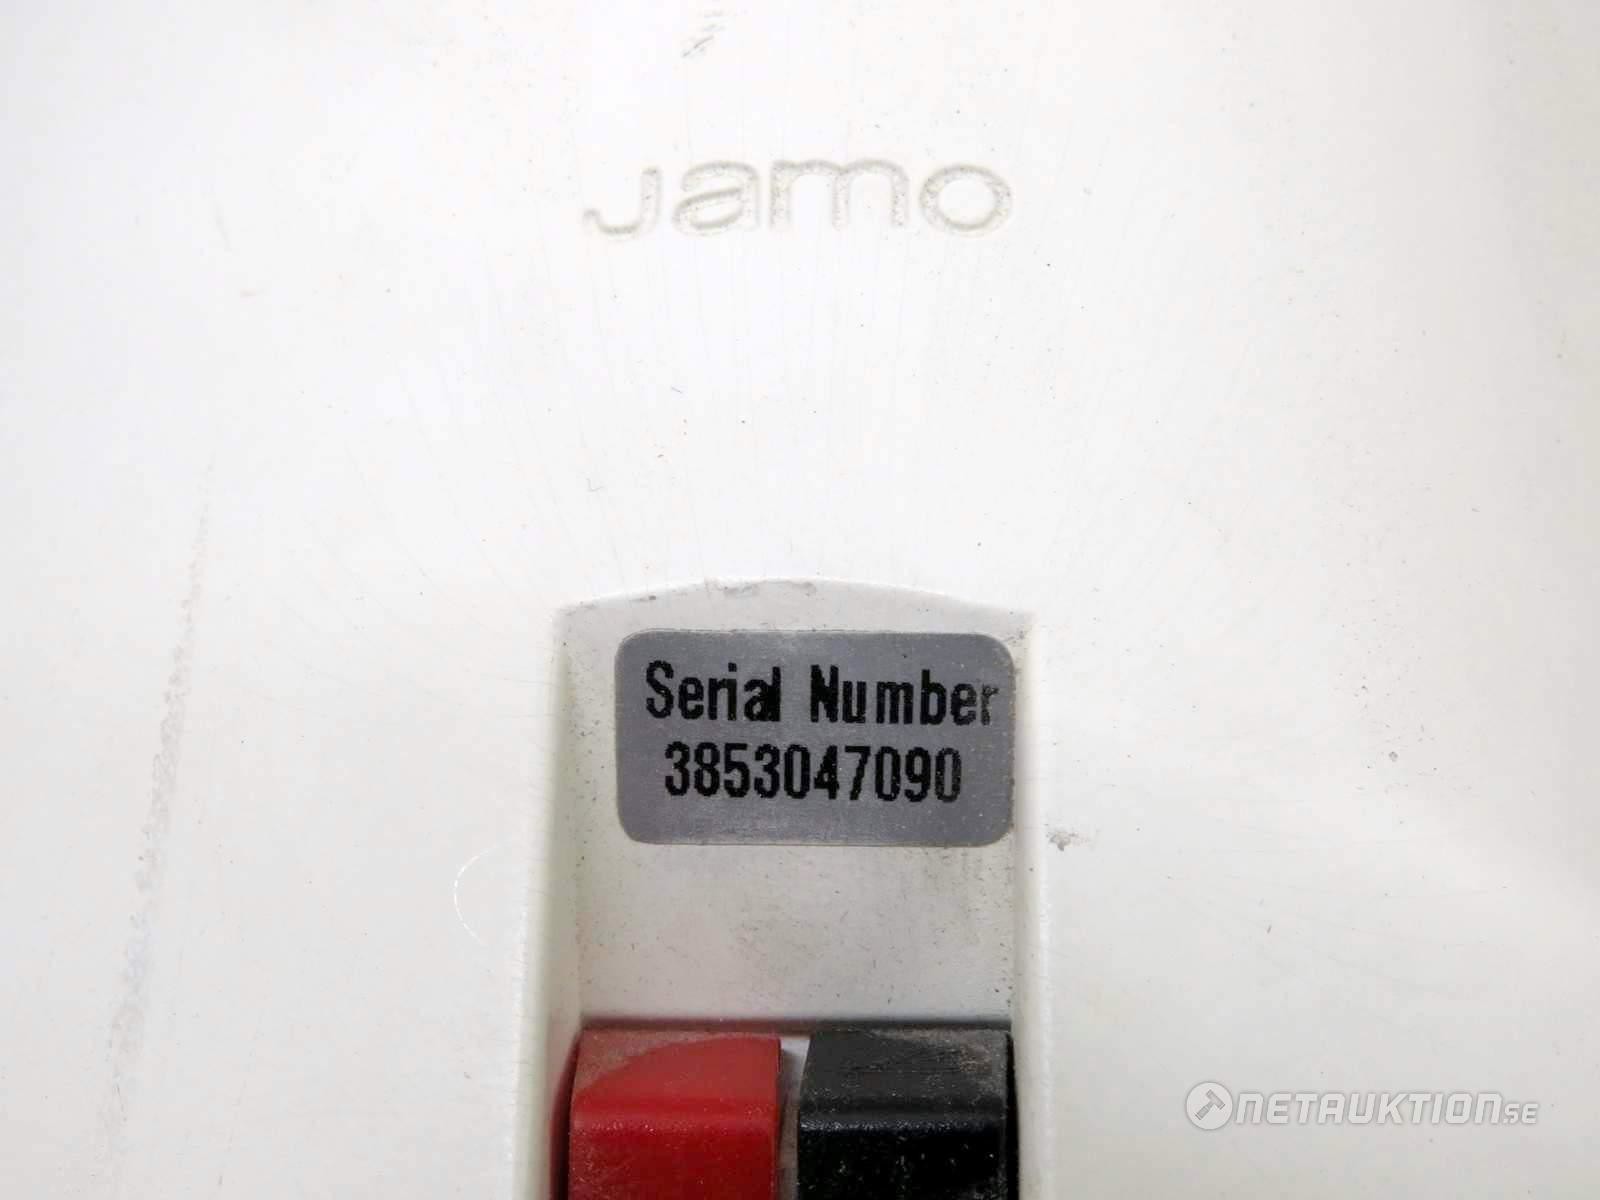 Jamo
Serial Number
3853047090
NETAUKTION.SE